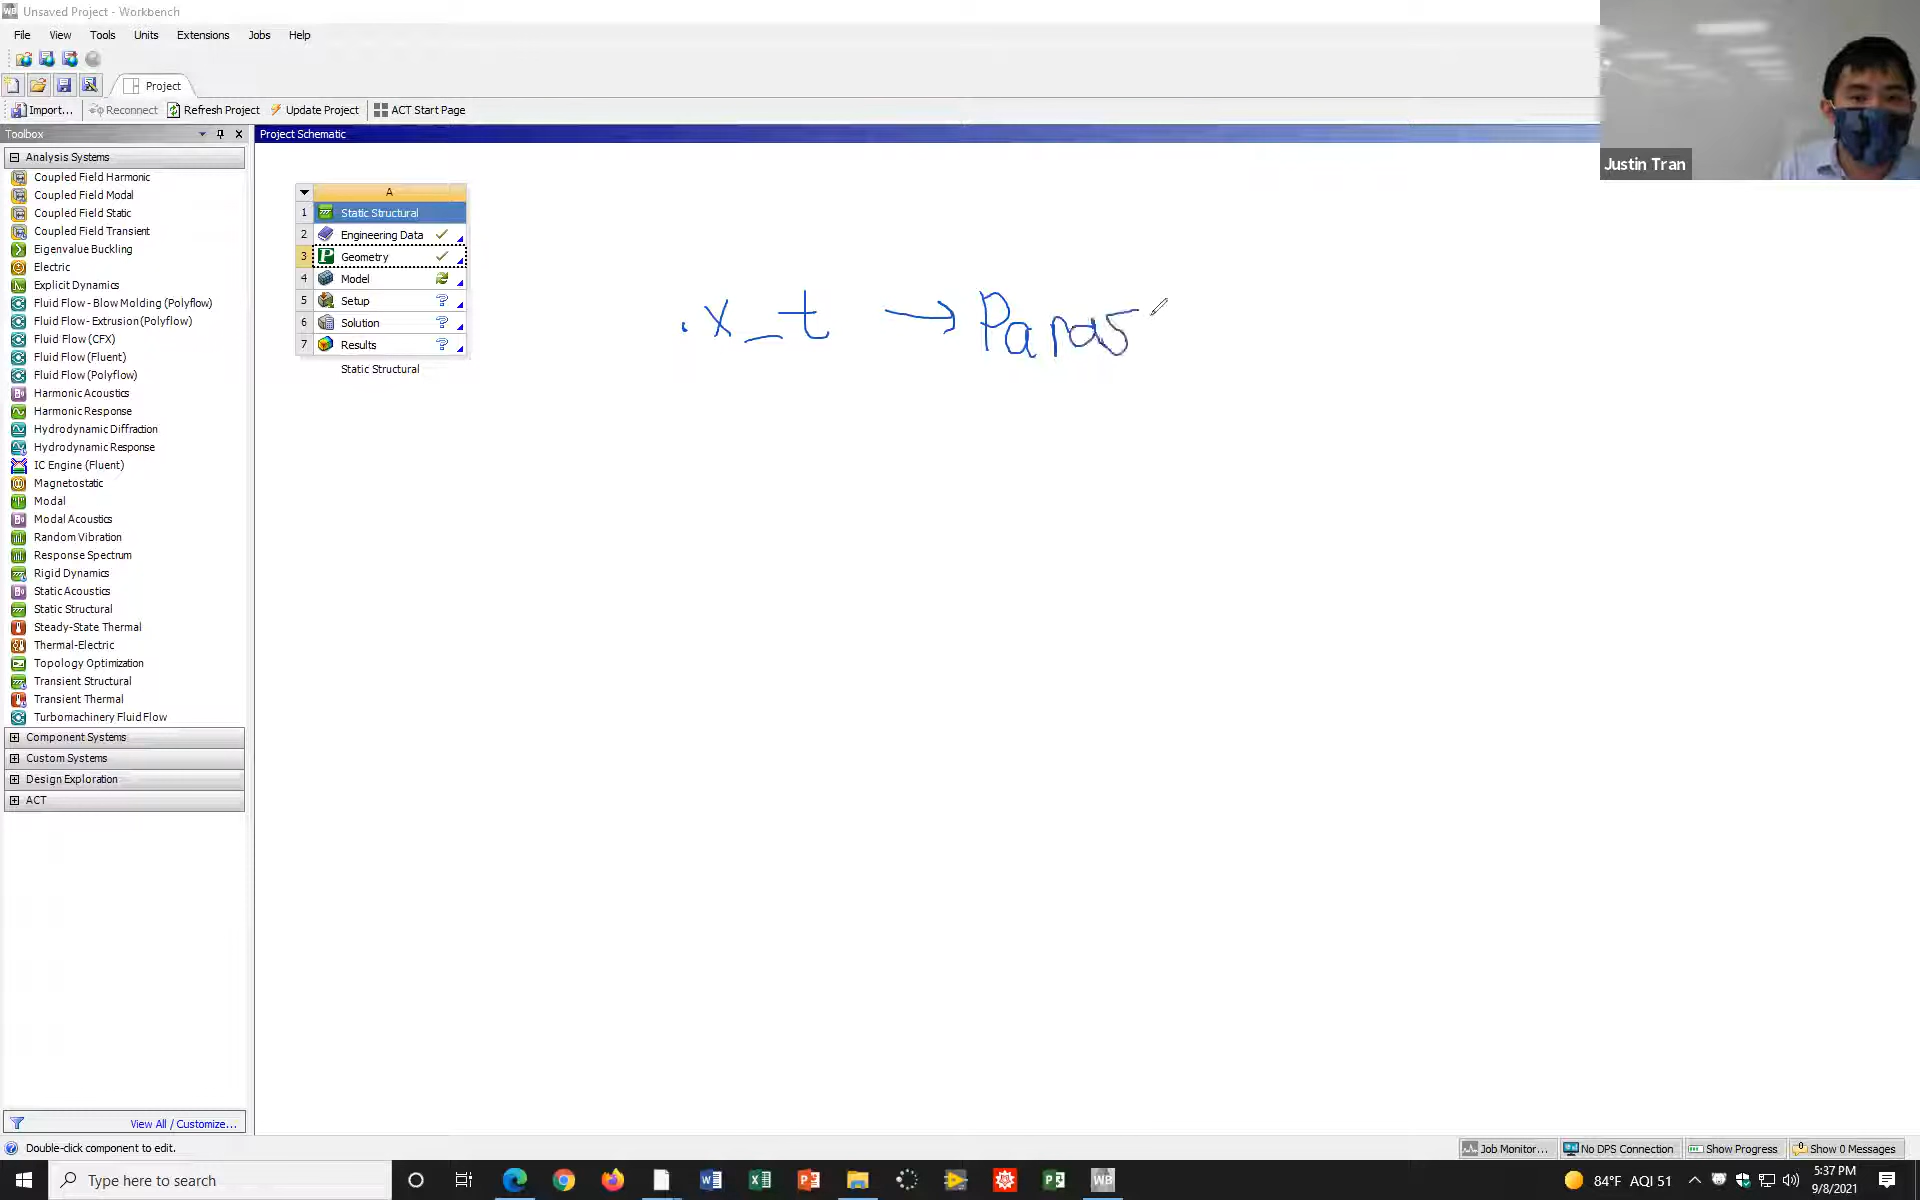 Unsaved Project - Workbench
File View Tools Units Extensions Jobs Help
Project
Import... Reconnect Refresh Project Update Project ACT Start Page
Toolbox
Project Schematic
Justin Tran
Analysis Systems
Coupled Field Harmonic
Coupled Field Modal
Coupled Field Static
Coupled Field Transient
Eigenvalue Buckling
Electric
Explicit Dynamics
Fluid Flow - Blow Molding (Polyflow)
Fluid Flow - Extrusion (Polyflow)
Fluid Flow (CFX)
Fluid Flow (Fluent)
Fluid Flow (Polyflow)
Harmonic Acoustics
Harmonic Response
Hydrodynamic Diffraction
Hydrodynamic Response
IC Engine (Fluent)
Magnetostatic
Modal
Modal Acoustics
Random Vibration
Response Spectrum
Rigid Dynamics
Static Acoustics
Static Structural
Steady-State Thermal
Thermal-Electric
Topology Optimization
Transient Structural
Transient Thermal
Turbomachinery Fluid Flow
Component Systems
Custom Systems
Design Exploration
ACT
View All / Customize...
A
1 Static Structural
2 Engineering Data
3 P Geometry
4 Model
5 Setup ?
6 Solution ?
7 Results ?
Static Structural
.x_t → Paras
Double-click component to edit.
Job Monitor... No DPS Connection Show Progress Show 0 Messages
Type here to search
84°F AQI 51
5:37 PM
9/8/2021